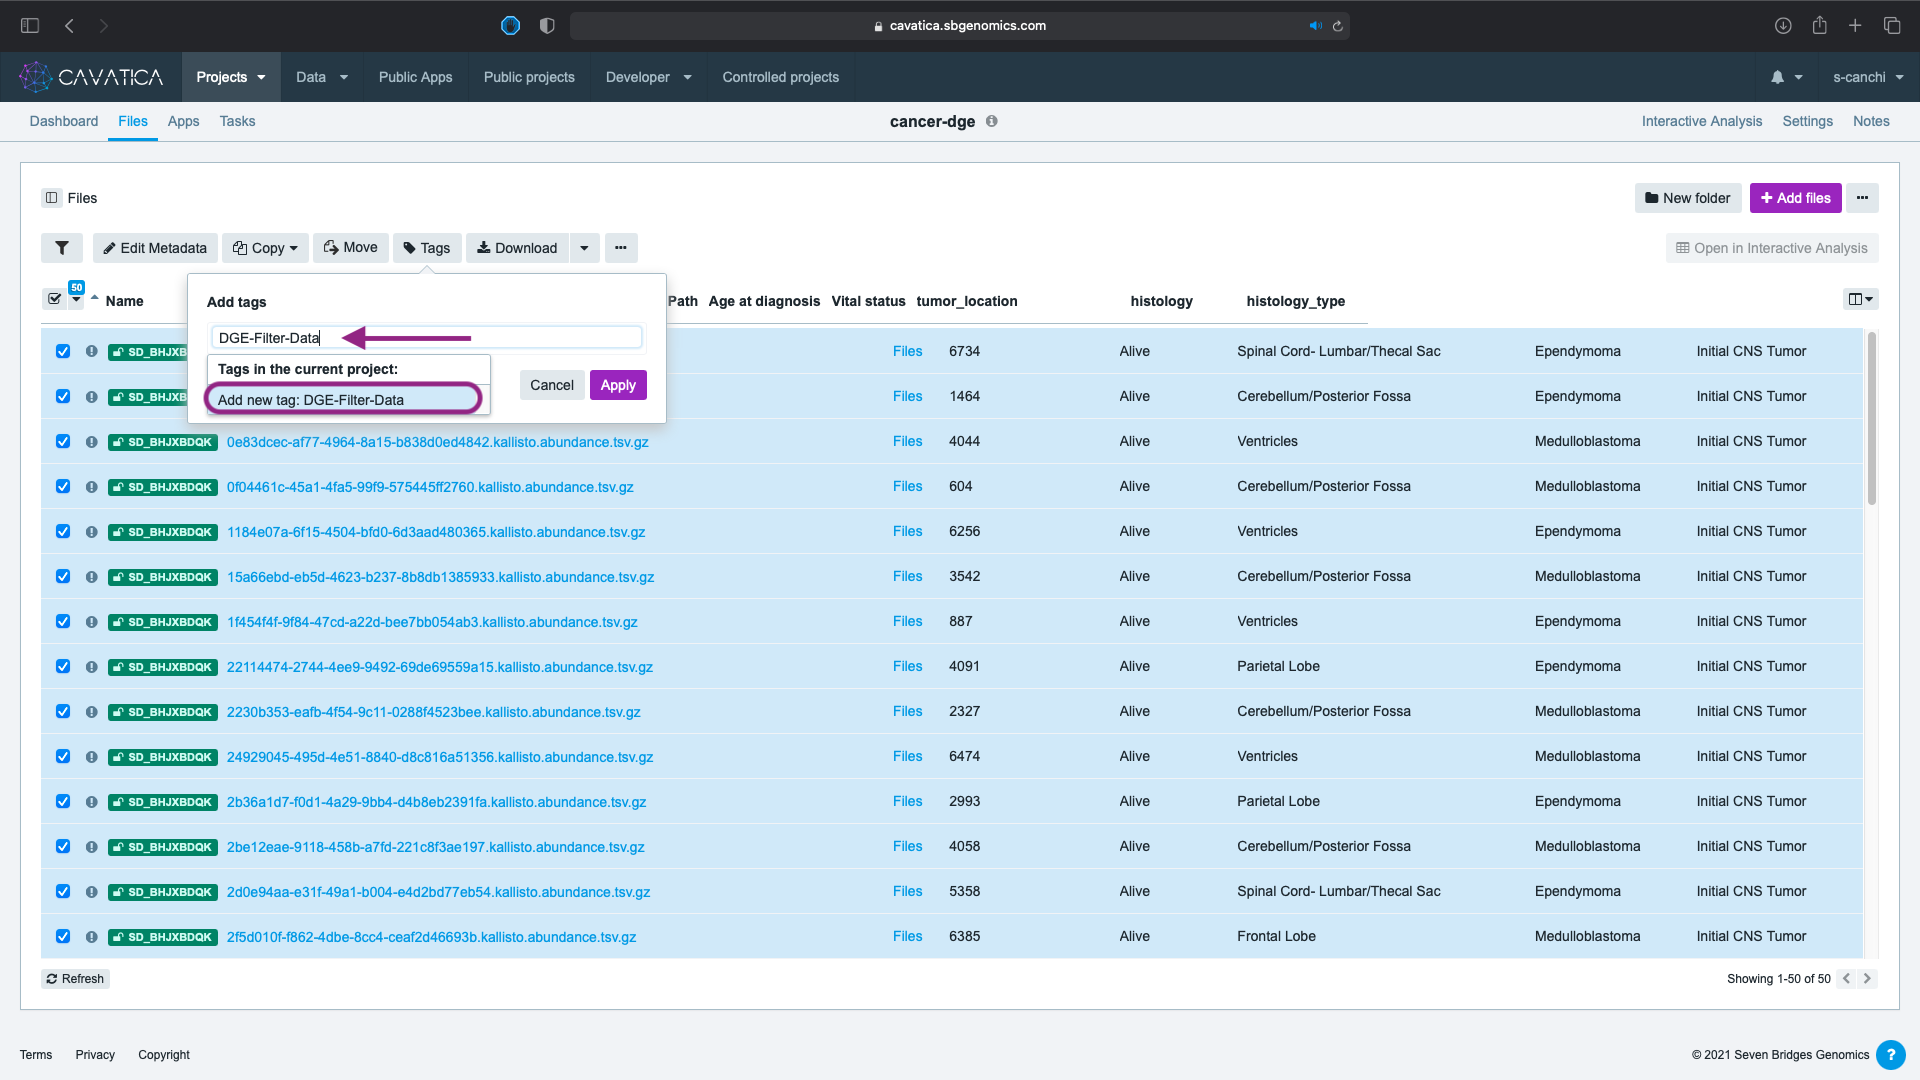 cavatica.sbgenomics.com
CAVATICA Projects Data Public Apps Public projects Developer Controlled projects s-canchi
Dashboard Files Apps Tasks cancer-dge Interactive Analysis Settings Notes
Files New folder Add files
Edit Metadata Copy Move Tags Download Open in Interactive Analysis
50
Name Path Age at diagnosis Vital status tumor_location histology histology_type
Add tags
DGE-Filter-Data
Tags in the current project:
Add new tag: DGE-Filter-Data
Cancel Apply
SD_BHJXB Files 6734 Alive Spinal Cord- Lumbar/Thecal Sac Ependymoma Initial CNS Tumor
SD_BHJXB Files 1464 Alive Cerebellum/Posterior Fossa Ependymoma Initial CNS Tumor
SD_BHJXBDQK 0e83dcec-af77-4964-8a15-b838d0ed4842.kallisto.abundance.tsv.gz Files 4044 Alive Ventricles Medulloblastoma Initial CNS Tumor
SD_BHJXBDQK 0f04461c-45a1-4fa5-99f9-575445ff2760.kallisto.abundance.tsv.gz Files 604 Alive Cerebellum/Posterior Fossa Medulloblastoma Initial CNS Tumor
SD_BHJXBDQK 1184e07a-6f15-4504-bfd0-6d3aad480365.kallisto.abundance.tsv.gz Files 6256 Alive Ventricles Ependymoma Initial CNS Tumor
SD_BHJXBDQK 15a66ebd-eb5d-4623-b237-8b8db1385933.kallisto.abundance.tsv.gz Files 3542 Alive Cerebellum/Posterior Fossa Medulloblastoma Initial CNS Tumor
SD_BHJXBDQK 1f454f4f-9f84-47cd-a22d-bee7bb054ab3.kallisto.abundance.tsv.gz Files 887 Alive Ventricles Ependymoma Initial CNS Tumor
SD_BHJXBDQK 22114474-2744-4ee9-9492-69de69559a15.kallisto.abundance.tsv.gz Files 4091 Alive Parietal Lobe Ependymoma Initial CNS Tumor
SD_BHJXBDQK 2230b353-eafb-4f54-9c11-0288f4523bee.kallisto.abundance.tsv.gz Files 2327 Alive Cerebellum/Posterior Fossa Medulloblastoma Initial CNS Tumor
SD_BHJXBDQK 24929045-495d-4e51-8840-d8c816a51356.kallisto.abundance.tsv.gz Files 6474 Alive Ventricles Medulloblastoma Initial CNS Tumor
SD_BHJXBDQK 2b36a1d7-f0d1-4a29-9bb4-d4b8eb2391fa.kallisto.abundance.tsv.gz Files 2993 Alive Parietal Lobe Ependymoma Initial CNS Tumor
SD_BHJXBDQK 2be12eae-9118-458b-a7fd-221c8f3ae197.kallisto.abundance.tsv.gz Files 4058 Alive Cerebellum/Posterior Fossa Medulloblastoma Initial CNS Tumor
SD_BHJXBDQK 2d0e94aa-e31f-49a1-b004-e4d2bd77eb54.kallisto.abundance.tsv.gz Files 5358 Alive Spinal Cord- Lumbar/Thecal Sac Ependymoma Initial CNS Tumor
SD_BHJXBDQK 2f5d010f-f862-4dbe-8cc4-ceaf2d46693b.kallisto.abundance.tsv.gz Files 6385 Alive Frontal Lobe Medulloblastoma Initial CNS Tumor
Refresh Showing 1-50 of 50
Terms Privacy Copyright © 2021 Seven Bridges Genomics ?